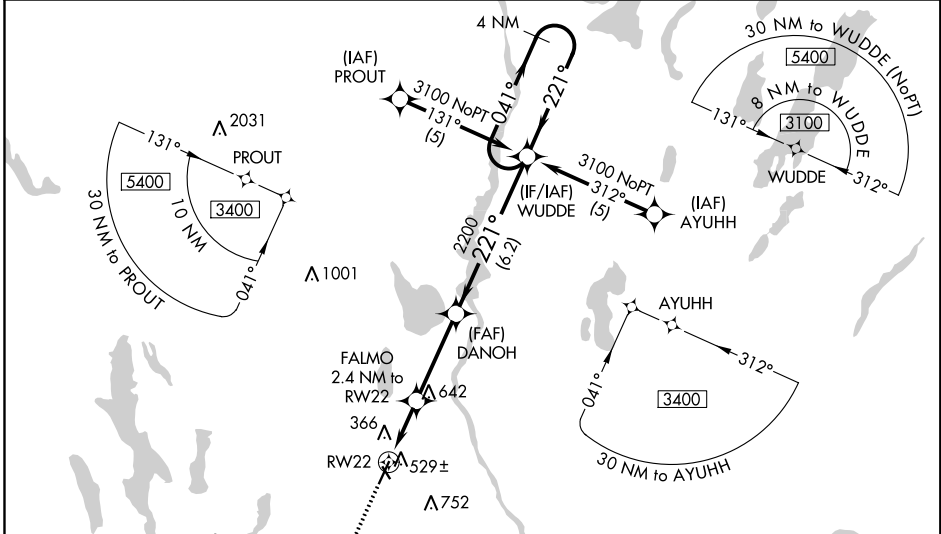 4 NM
(IAF)
PROUT
3100 NoPT
131°
(5)
041°
221°
30 NM to WUDDE (NoPT)
5400
8 NM to WUDDE
3100
131°
312°
WUDDE
131°
2031
PROUT
5400
3400
10 NM
30 NM to PROUT
041°
3100 NoPT
312°
(5)
(IF/IAF)
WUDDE
(IAF)
AYUHH
2200
221°
(6.2)
1001
(FAF)
DANOH
AYUHH
041°
312°
3400
30 NM to AYUHH
FALMO
2.4 NM to
RW22
642
366
RW22
529±
752